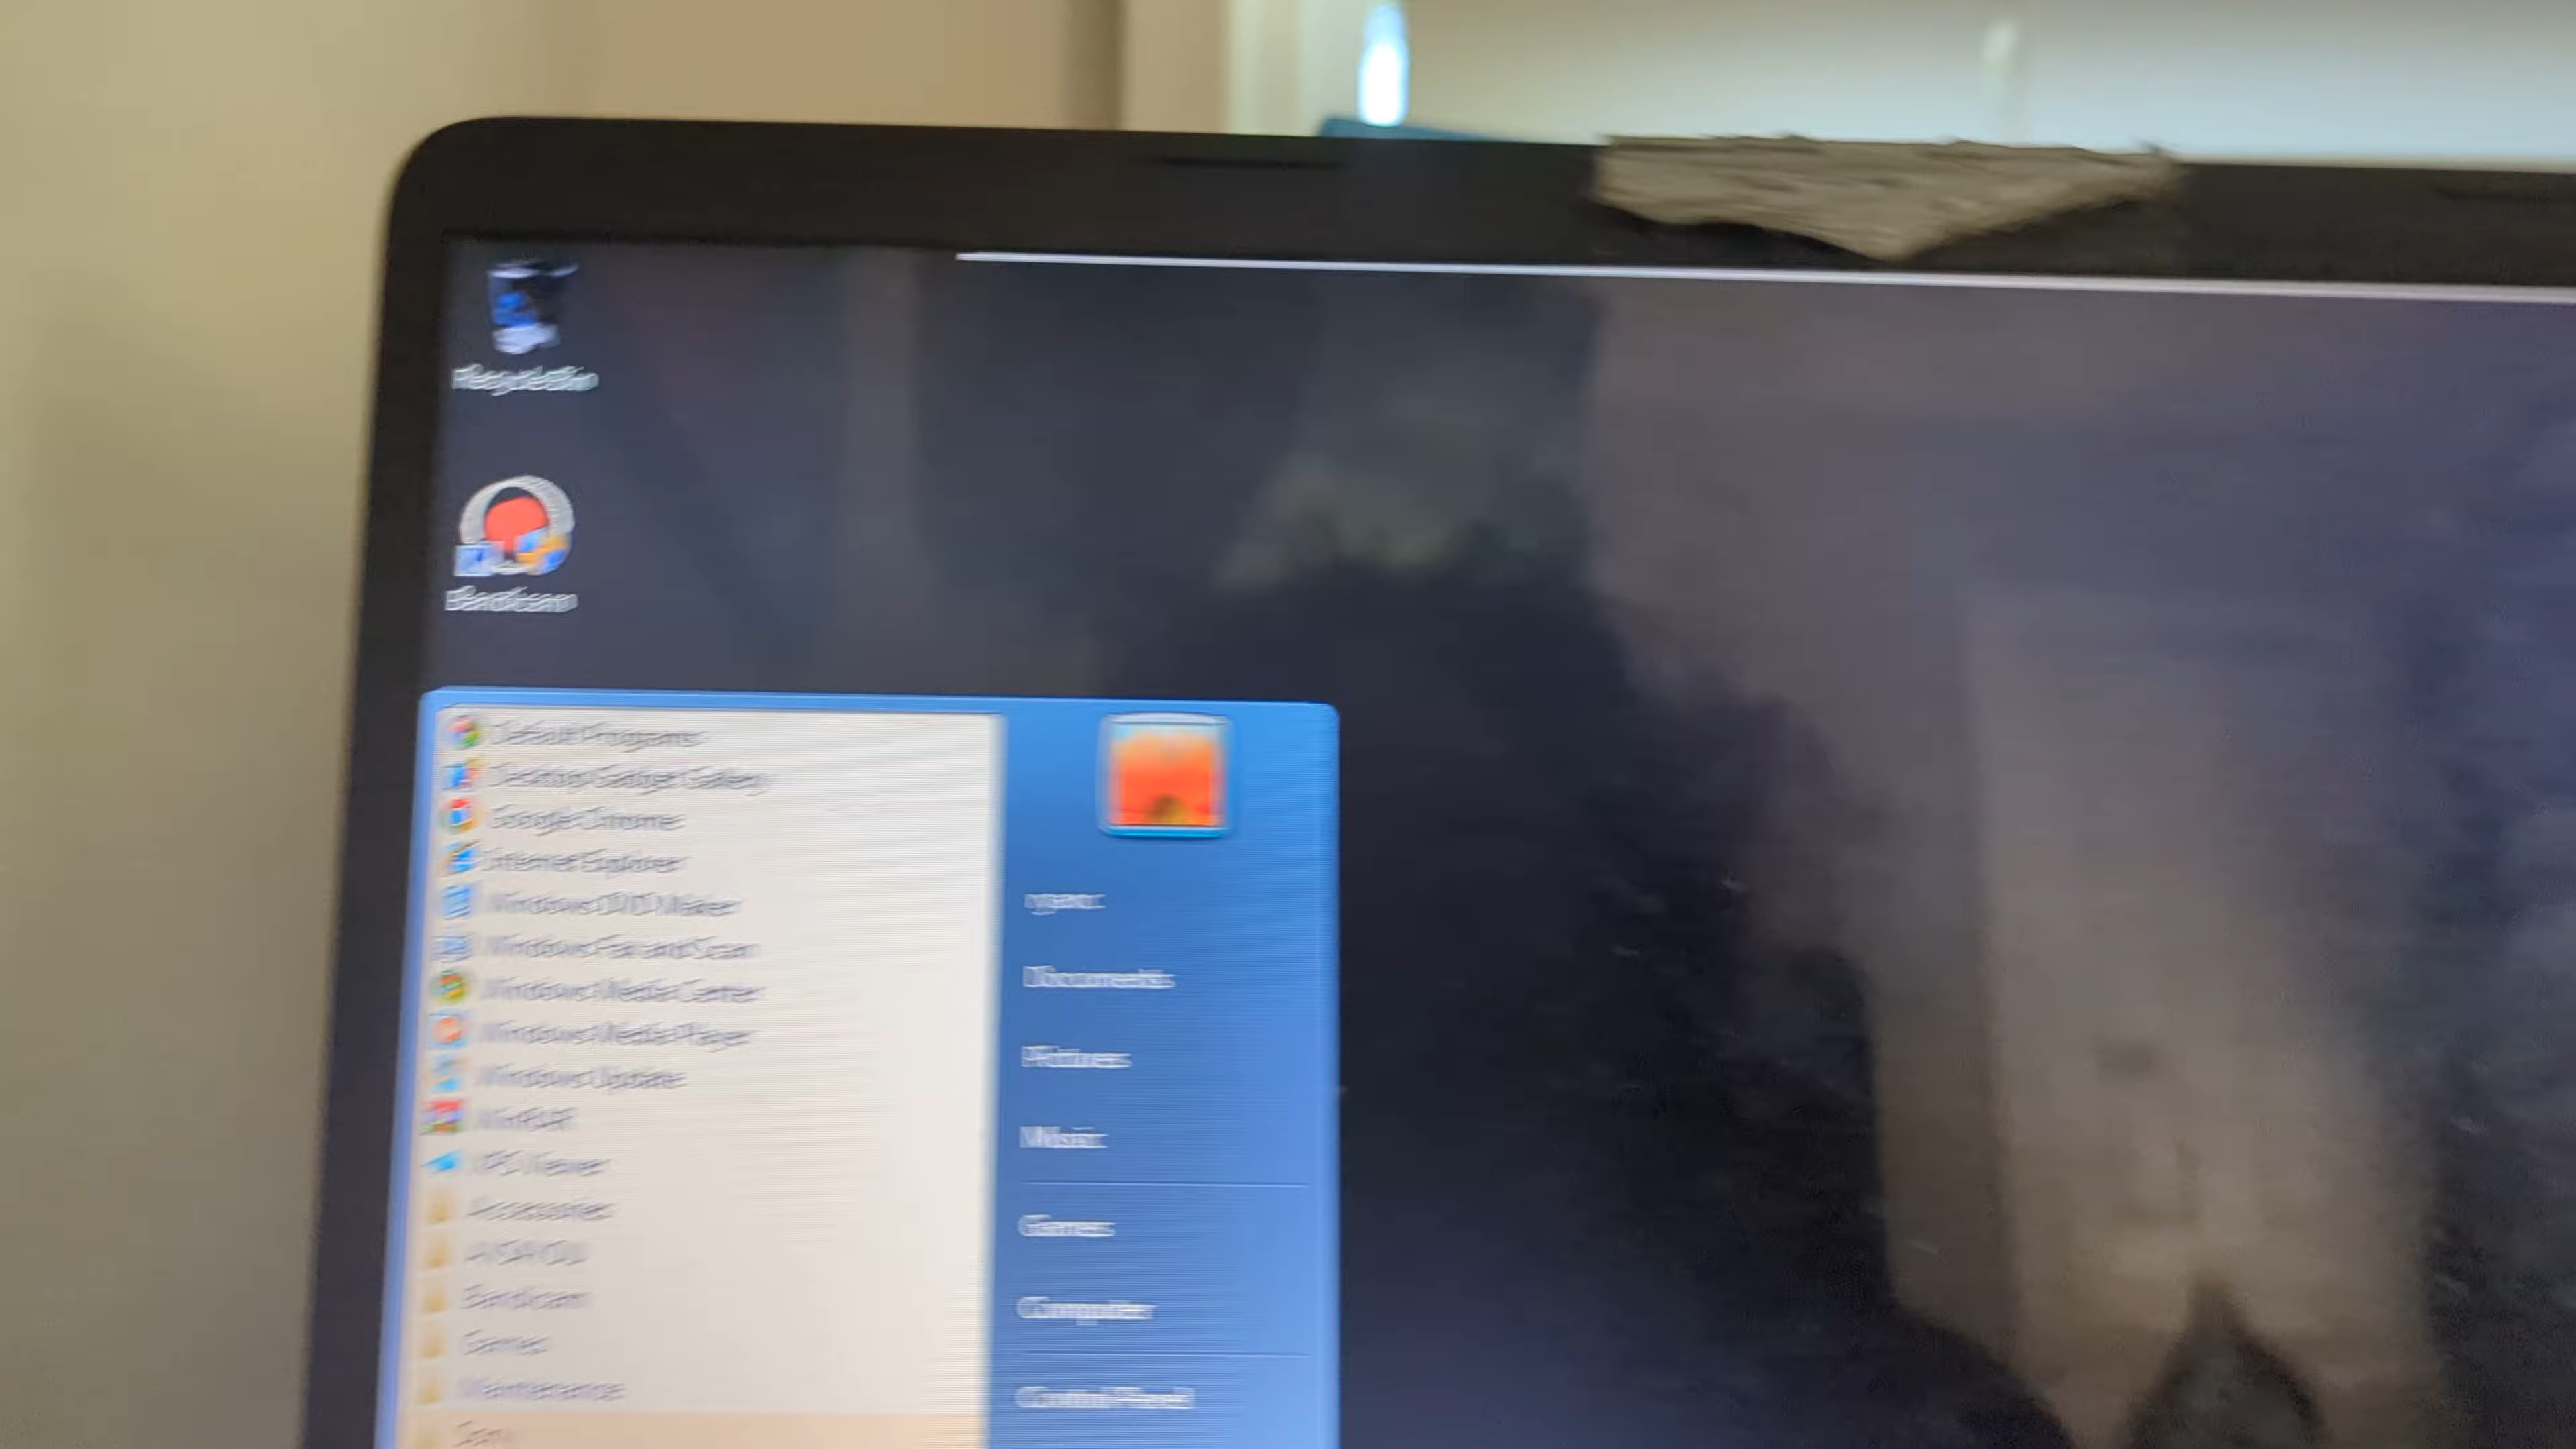 Recycle Bin
Bandicam
Default Programs
Desktop Gadget Gallery
Google Chrome
Internet Explorer
Windows DVD Maker
Windows Fax and Scan
Windows Media Center
Windows Media Player
Windows Update
WinRAR
XPS Viewer
Accessories
Bandicam
Games
Maintenance
Sony
Documents
Pictures
Music
Games
Computer
Control Panel